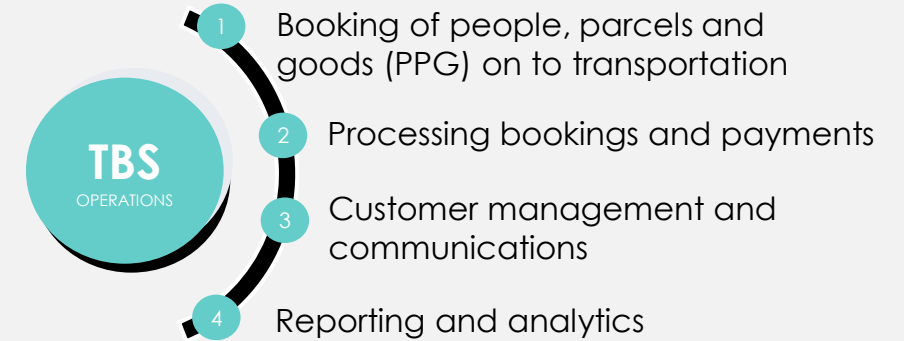 TBS
OPERATIONS
1
Booking of people, parcels and
goods (PPG) on to transportation
2
Processing bookings and payments
3
Customer management and
communications
4
Reporting and analytics